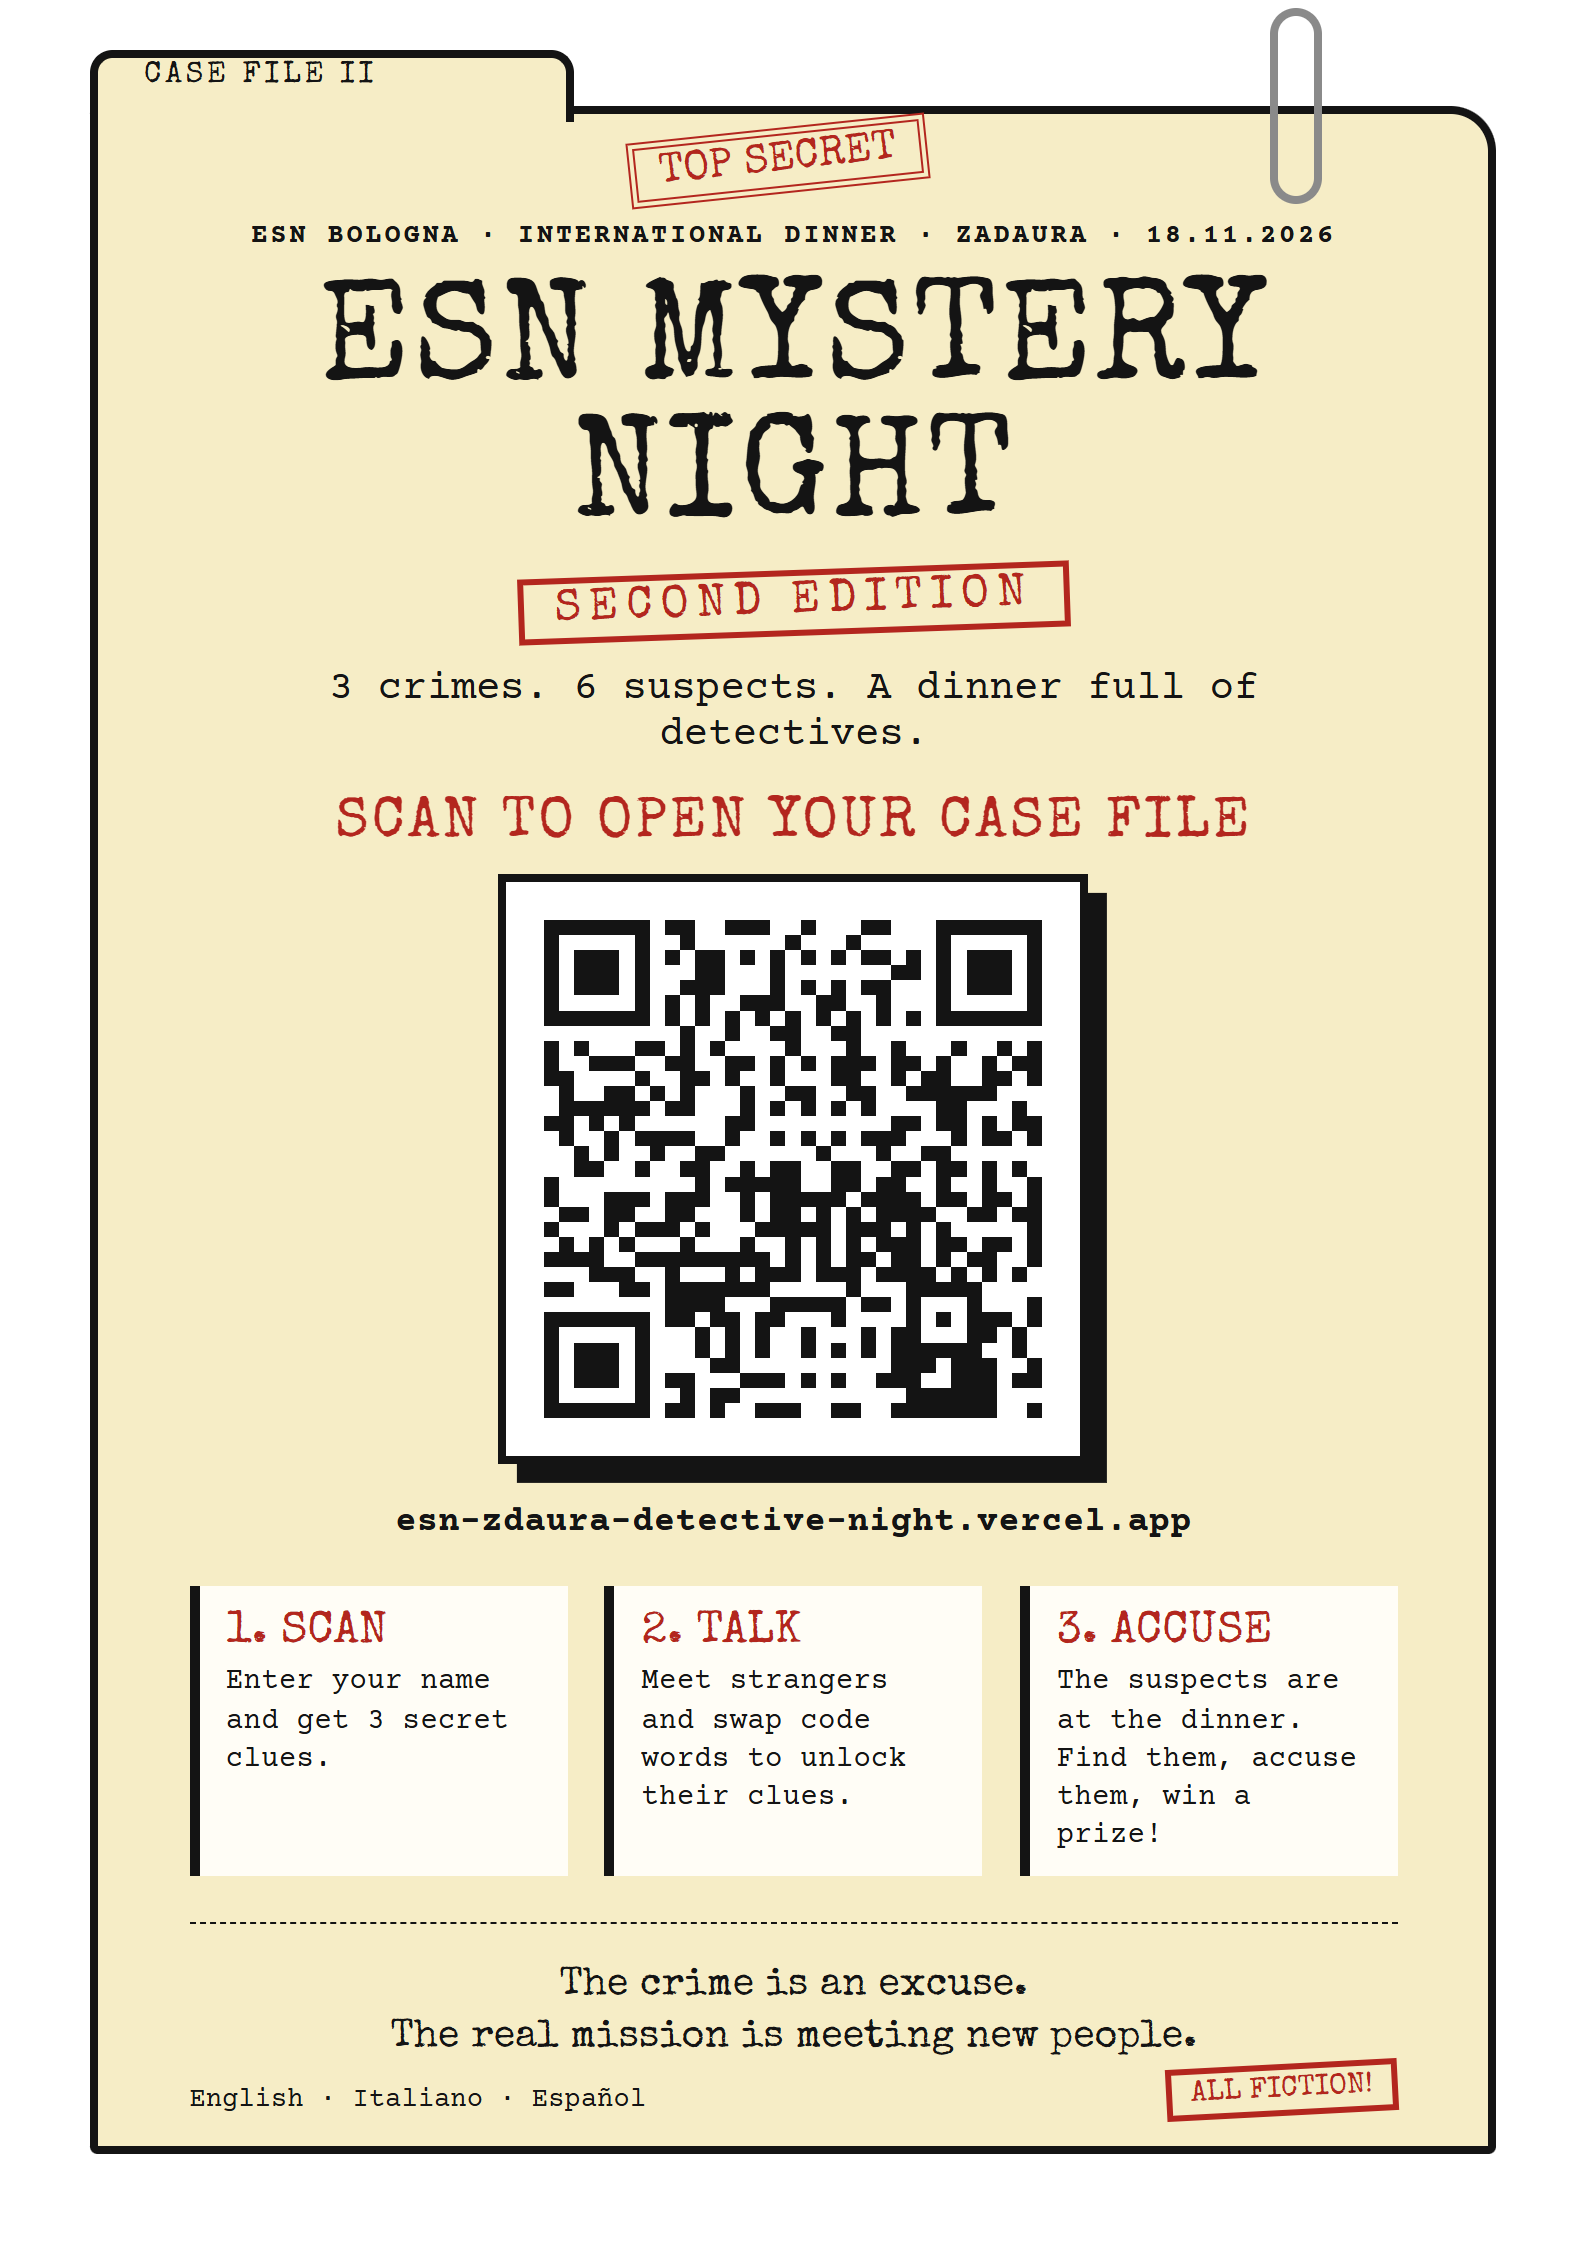 CASE FILE II
TOP SECRET
ESN BOLOGNA · INTERNATIONAL DINNER · ZADAURA · 18.11.2026
ESN MYSTERY
NIGHT
SECOND EDITION
3 crimes. 6 suspects. A dinner full of
detectives.
SCAN TO OPEN YOUR CASE FILE
esn-zdaura-detective-night.vercel.app
1. SCAN
Enter your name
and get 3 secret
clues.
2. TALK
Meet strangers
and swap code
words to unlock
their clues.
3. ACCUSE
The suspects are
at the dinner.
Find them, accuse
them, win a
prize!
The crime is an excuse.
The real mission is meeting new people.
English · Italiano · Español
ALL FICTION!